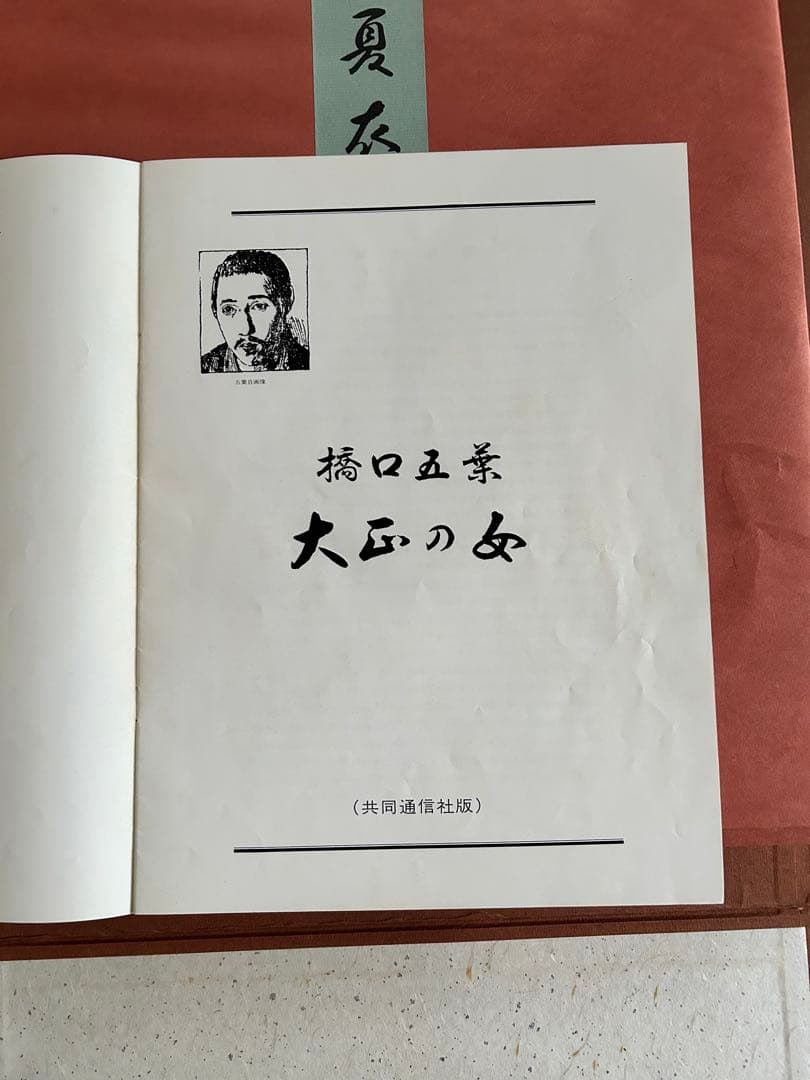 夏衣
五葉自画像
橋口五葉
大正の女
(共同通信社版)